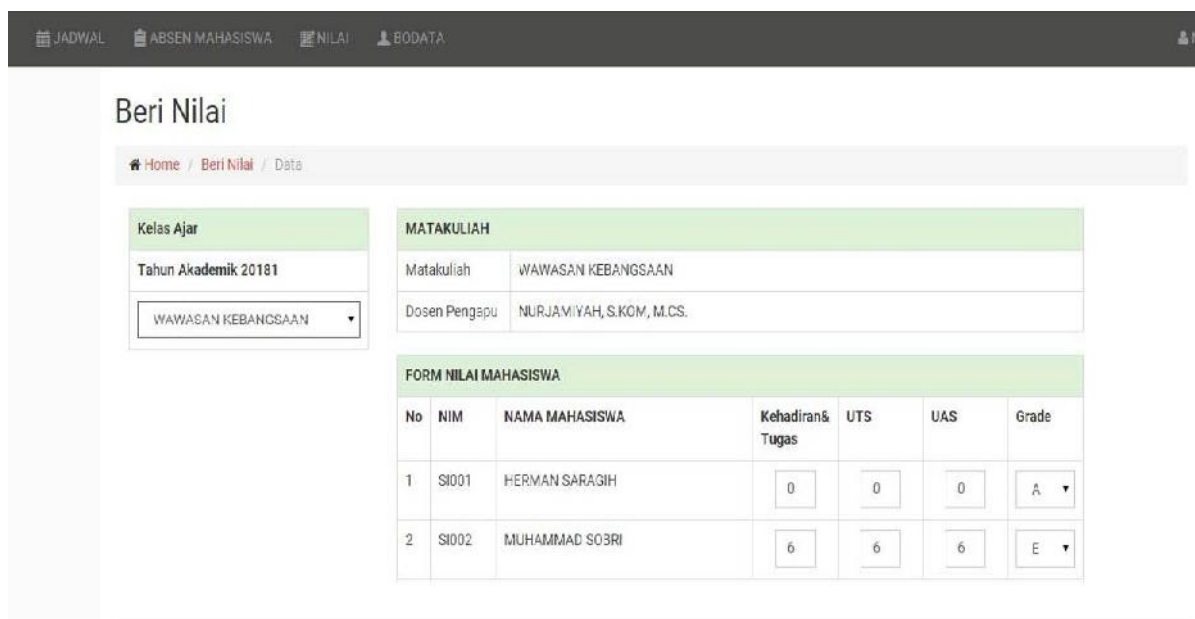 JADWAL ABSEN MAHASISWA NILAI BODATA
Beri Nilai
Home / Beri Nilai / Data
Kelas Ajar
Tahun Akademik 20181
WAWASAN KEBANGSAAN
MATAKULIAH
Matakuliah WAWASAN KEBANGSAAN
Dosen Pengapu NURJAMIYAH, S.KOM, M.CS.
FORM NILAI MAHASISWA
No NIM NAMA MAHASISWA Kehadiran& UTS UAS Grade
Tugas
1 SI001 HERMAN SARAGIH 0 0 0 A
2 SI002 MUHAMMAD SOBRI 6 6 6 E